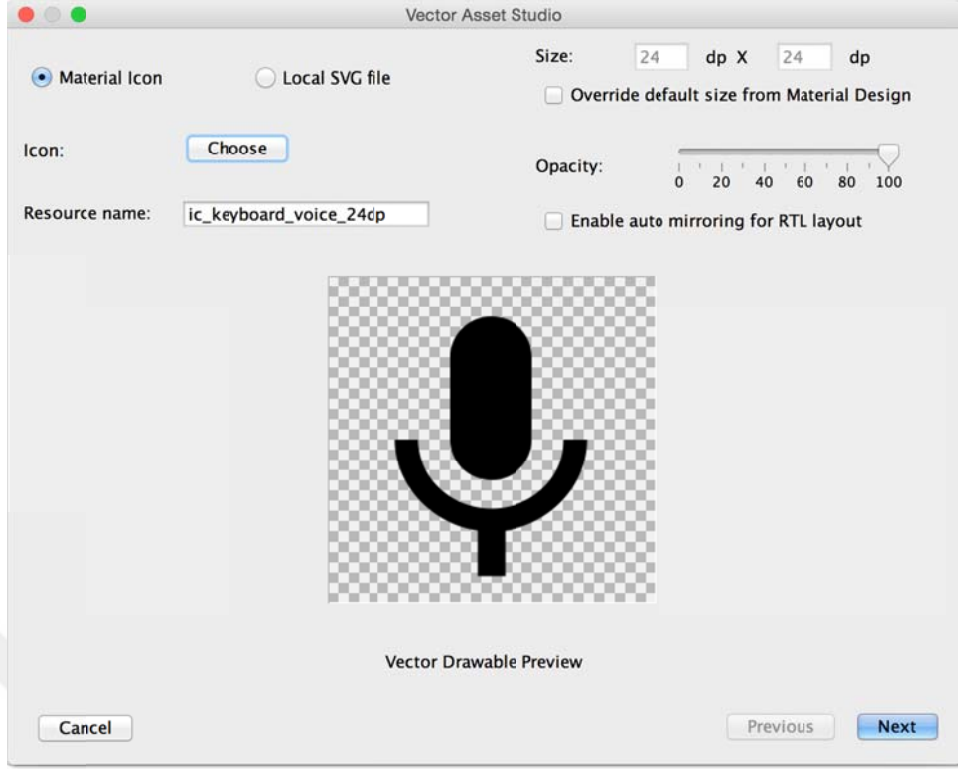 Vector Asset Studio
Material Icon
Local SVG file
Size: 24 dp X 24 dp
Override default size from Material Design
Icon: Choose
Opacity:
0 20 40 60 80 100
Resource name: ic_keyboard_voice_24dp
Enable auto mirroring for RTL layout
Vector Drawable Preview
Cancel
Previous
Next